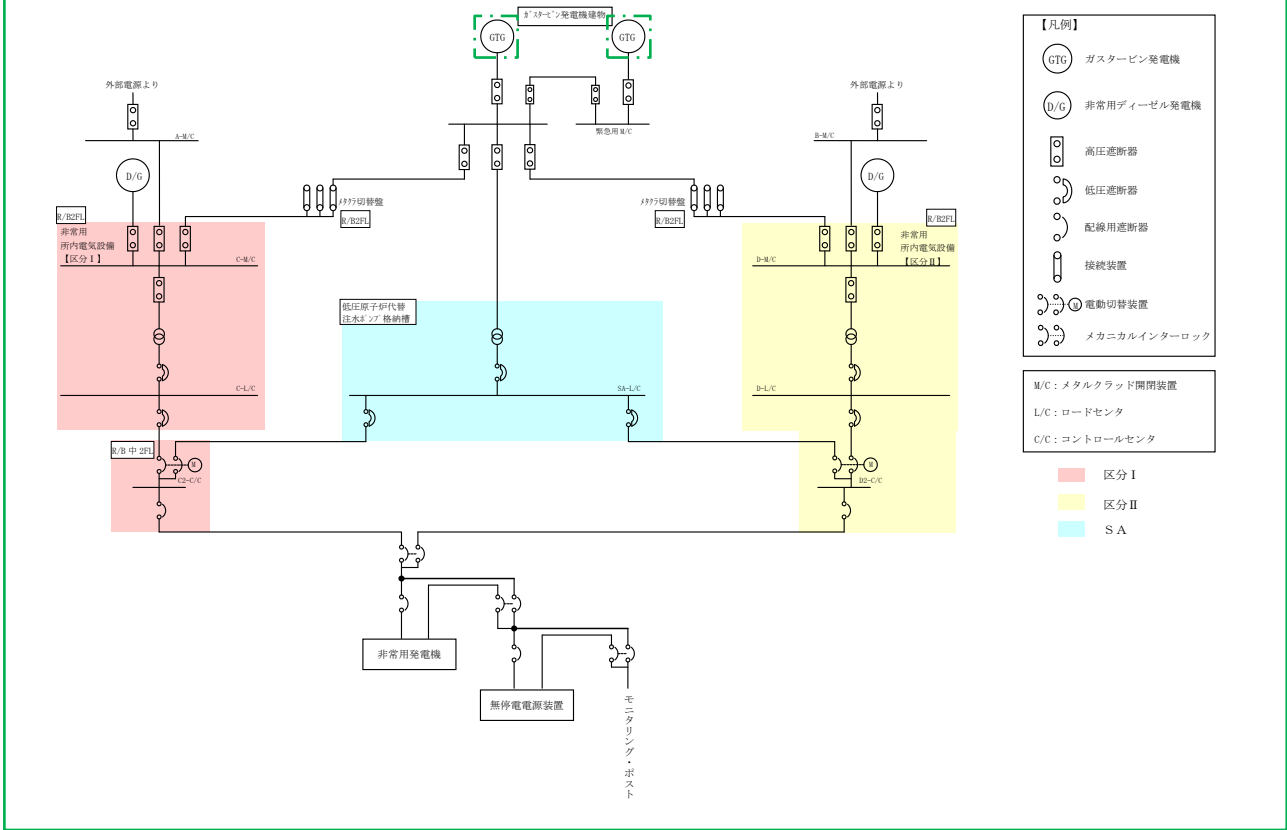 ｶﾞｽﾀｰﾋﾞﾝ発電機建物
GTG
GTG
外部電源より
外部電源より
A-M/C
緊急用 M/C
B-M/C
D/G
D/G
ﾒﾀｸﾗ切替盤
R/B2FL
ﾒﾀｸﾗ切替盤
R/B2FL
R/B2FL
非常用
所内電気設備
【区分Ⅰ】
C-M/C
R/B2FL
非常用
所内電気設備
【区分Ⅱ】
D-M/C
低圧原子炉代替
注水ﾎﾟﾝﾌﾟ格納槽
C-L/C
SA-L/C
D-L/C
R/B 中 2FL
M
C2-C/C
M
D2-C/C
非常用発電機
無停電電源装置
モニタリング・ポスト
【凡例】
GTG ガスタービン発電機
D/G 非常用ディーゼル発電機
高圧遮断器
低圧遮断器
配線用遮断器
接続装置
M 電動切替装置
メカニカルインターロック
M/C：メタルクラッド開閉装置
L/C：ロードセンタ
C/C：コントロールセンタ
区分Ⅰ
区分Ⅱ
ＳＡ